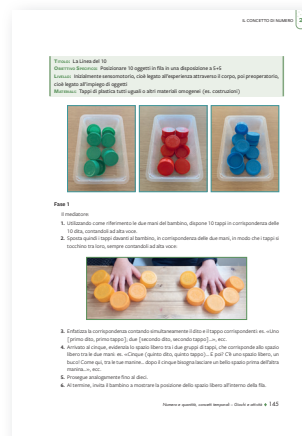 IL CONCETTO DI NUMERO
TITOLO: La Linea del 10
OBIETTIVO SPECIFICO: Posizionare 10 oggetti in fila in una disposizione a 5+5
LIVELLO: Inizialmente sensomotorio, cioè legato all'esperienza attraverso il corpo, poi preoperatorio,
cioè legato all'impiego di oggetti
MATERIALE: Tappi di plastica tutti uguali o altri materiali omogenei (es. costruzioni)
Fase 1
Il mediatore:
1. Utilizzando come riferimento le due mani del bambino, dispone 10 tappi in corrispondenza delle
10 dita, contandoli ad alta voce.
2. Sposta quindi i tappi davanti al bambino, in corrispondenza delle due mani, in modo che i tappi si
tocchino tra loro, sempre contandoli ad alta voce.
3. Enfatizza la corrispondenza contando simultaneamente il dito e il tappo corrispondenti: es. «Uno
[primo dito, primo tappo], due [secondo dito, secondo tappo]...», ecc.
4. Arrivato al cinque, evidenzia lo spazio libero tra i due gruppi di tappi, che corrisponde allo spazio
libero tra le due mani: es. «Cinque [quinto dito, quinto tappo]... E poi? C'è uno spazio libero, un
buco! Come qui, tra le tue mani... dopo il cinque bisogna lasciare un bello spazio prima dell'altra
manina...», ecc.
5. Prosegue analogamente fino al dieci.
6. Al termine, invita il bambino a mostrare la posizione dello spazio libero all'interno della fila.
Numero e quantità, concetti temporali – Giochi e attività ♦ 145